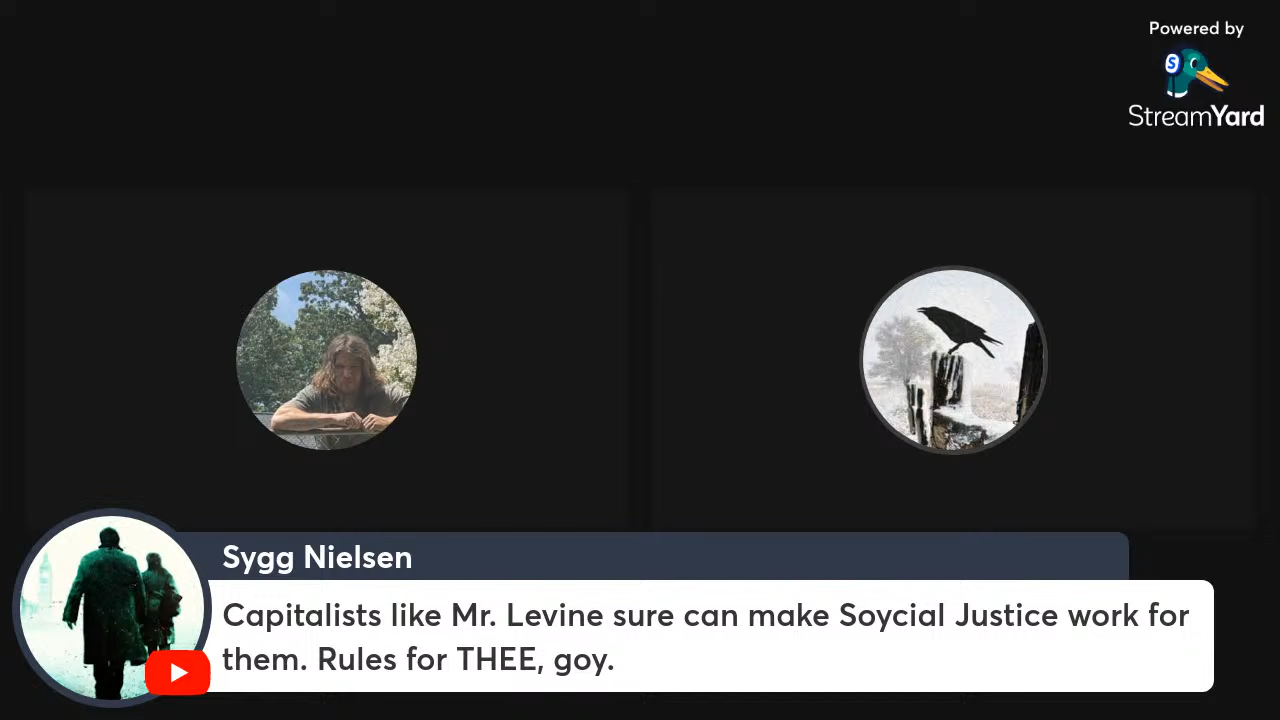 Powered by
S
StreamYard
Sygg Nielsen
Capitalists like Mr. Levine sure can make Soycial Justice work for
them. Rules for THEE, goy.